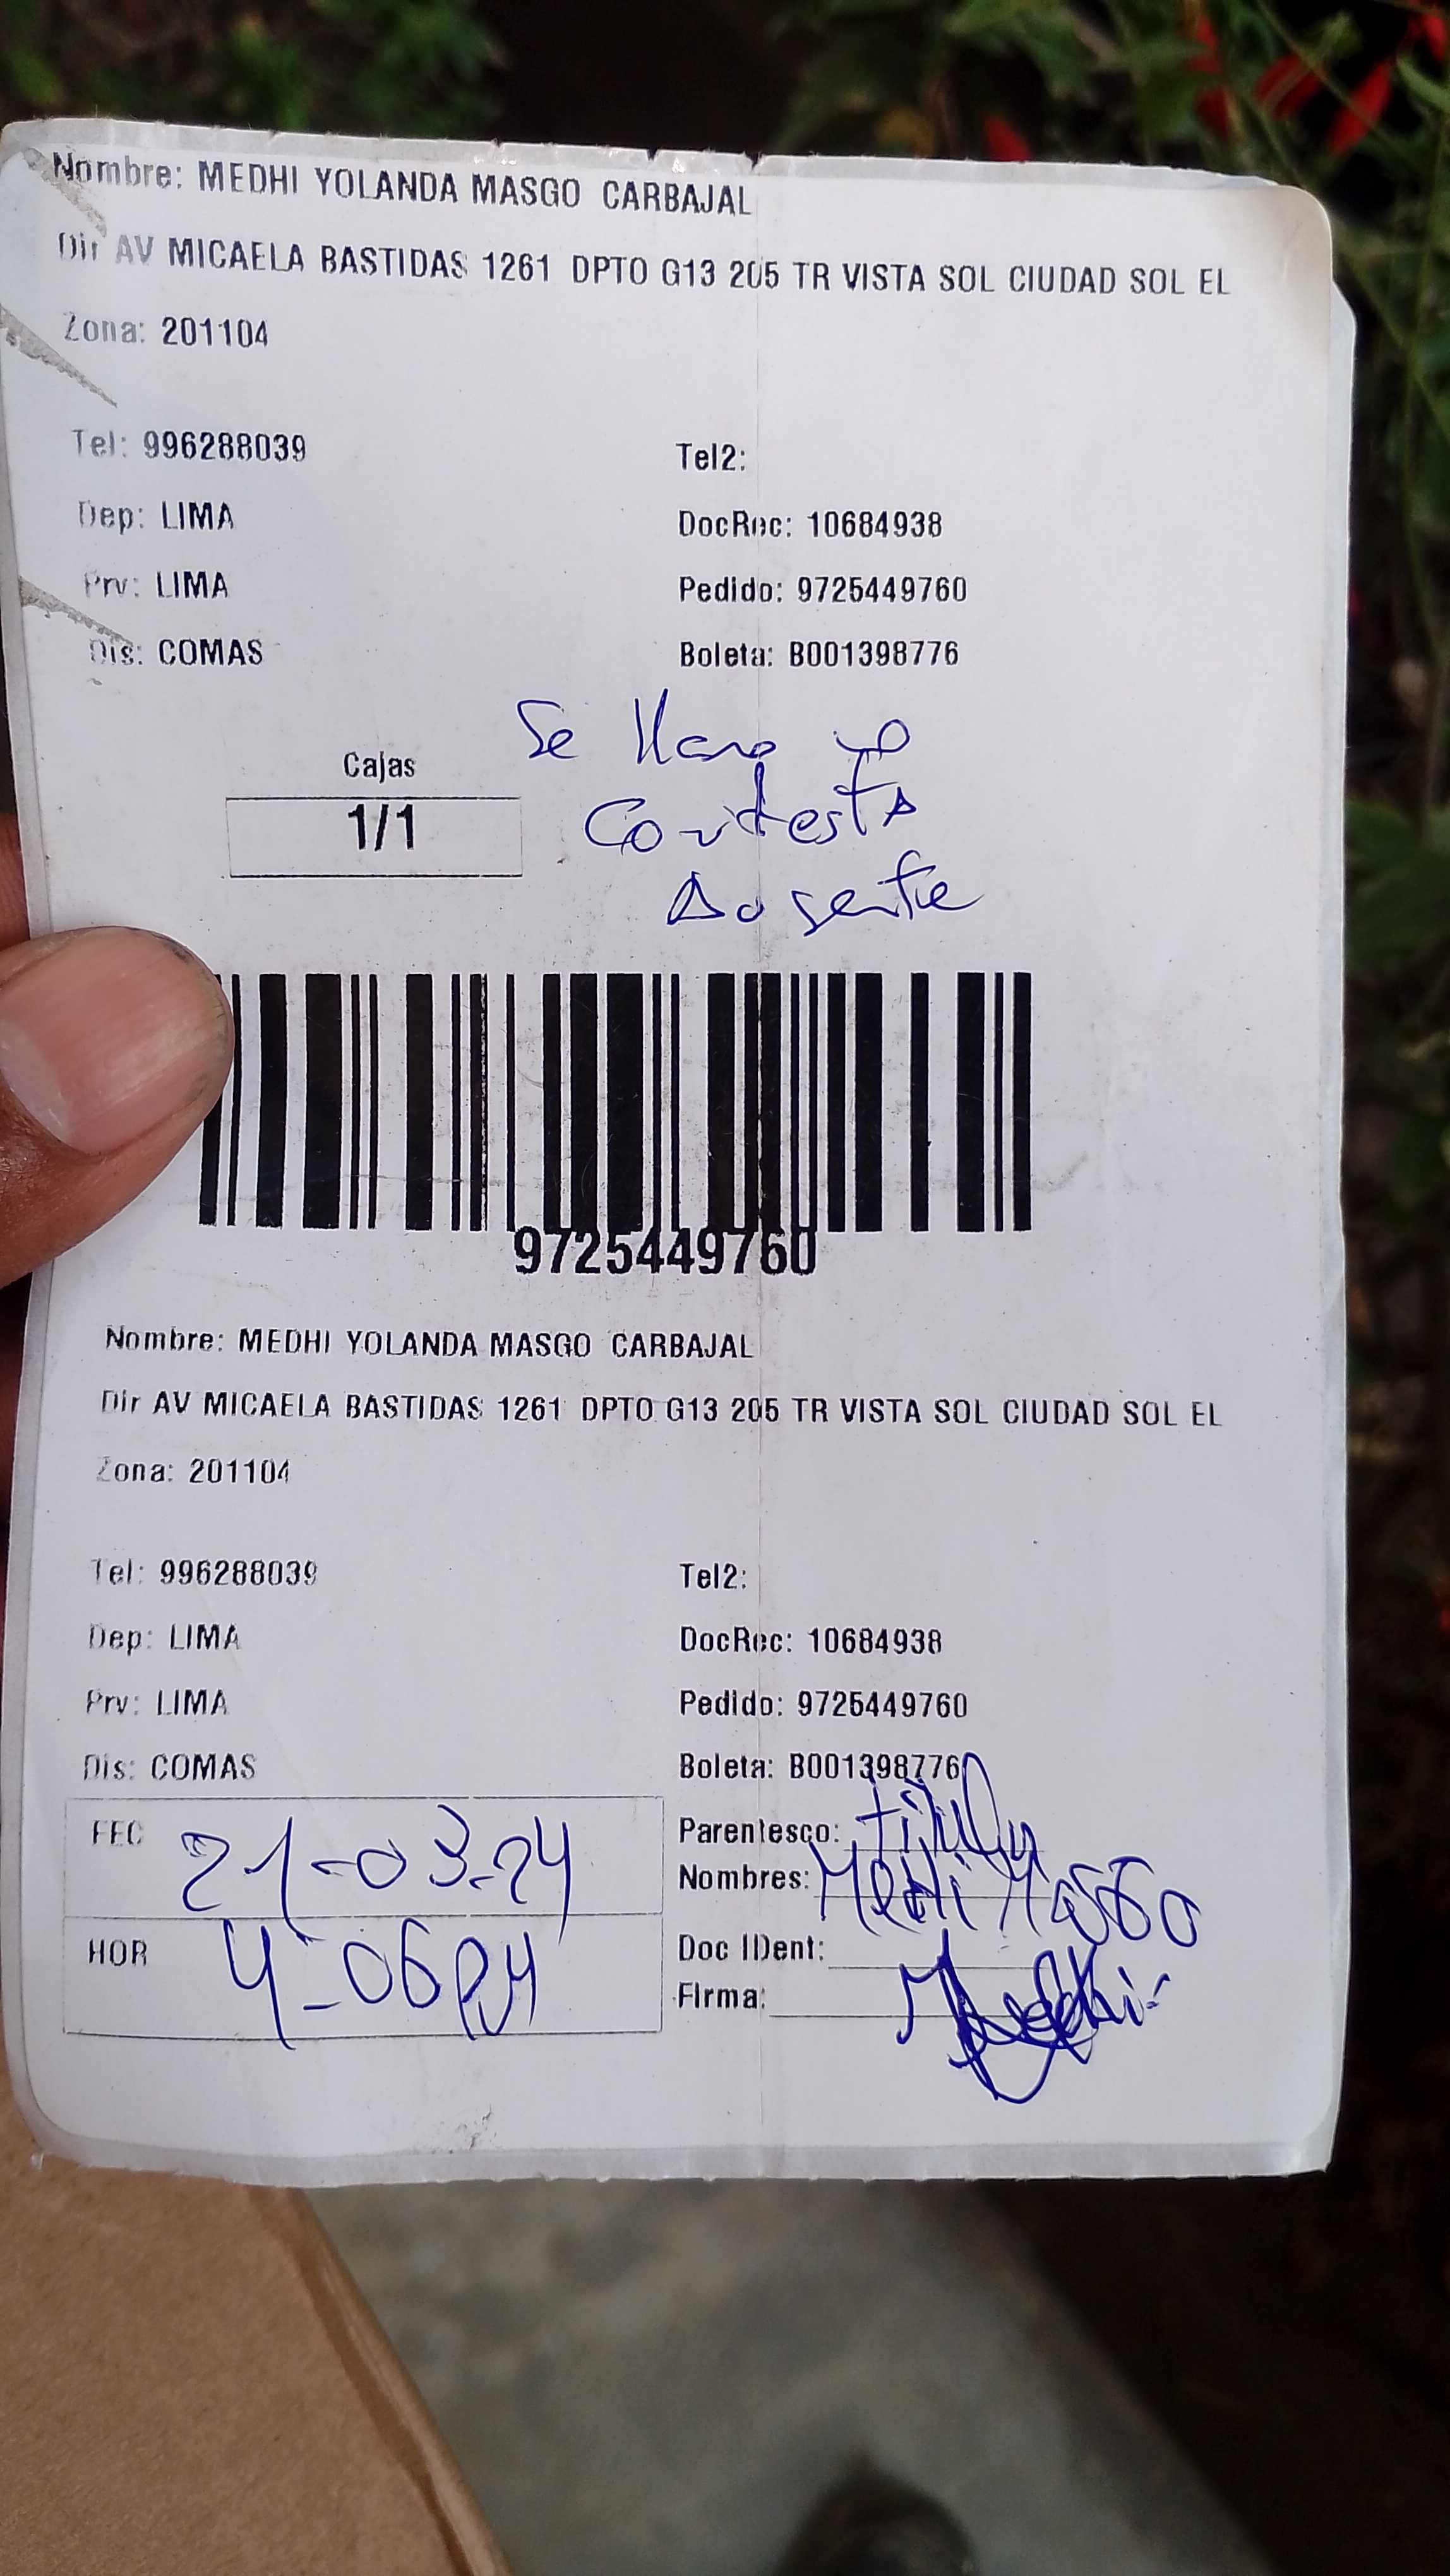 Nombre: MEDHI YOLANDA MASGO CARBAJAL
Dir AV MICAELA BASTIDAS 1261 DPTO G13 205 TR VISTA SOL CIUDAD SOL EL
Zona: 201104
Tel: 996288039 Tel2:
Dep: LIMA DocRec: 10684938
Prv: LIMA Pedido: 9725449760
Dis: COMAS Boleta: B001398776
Se llamo no
Cajas
1/1 Contesta
Ausente
9725449760
Nombre: MEDHI YOLANDA MASGO CARBAJAL
Dir AV MICAELA BASTIDAS 1261 DPTO G13 205 TR VISTA SOL CIUDAD SOL EL
Zona: 201104
Tel: 996288039 Tel2:
Dep: LIMA DocRec: 10684938
Prv: LIMA Pedido: 9725449760
Dis: COMAS Boleta: B001398776
FEC 21-03-24 Parentesco: titular
Nombres: Medhi Masgo
HOR 4-06 PM Doc IDent:
Firma: Medhi